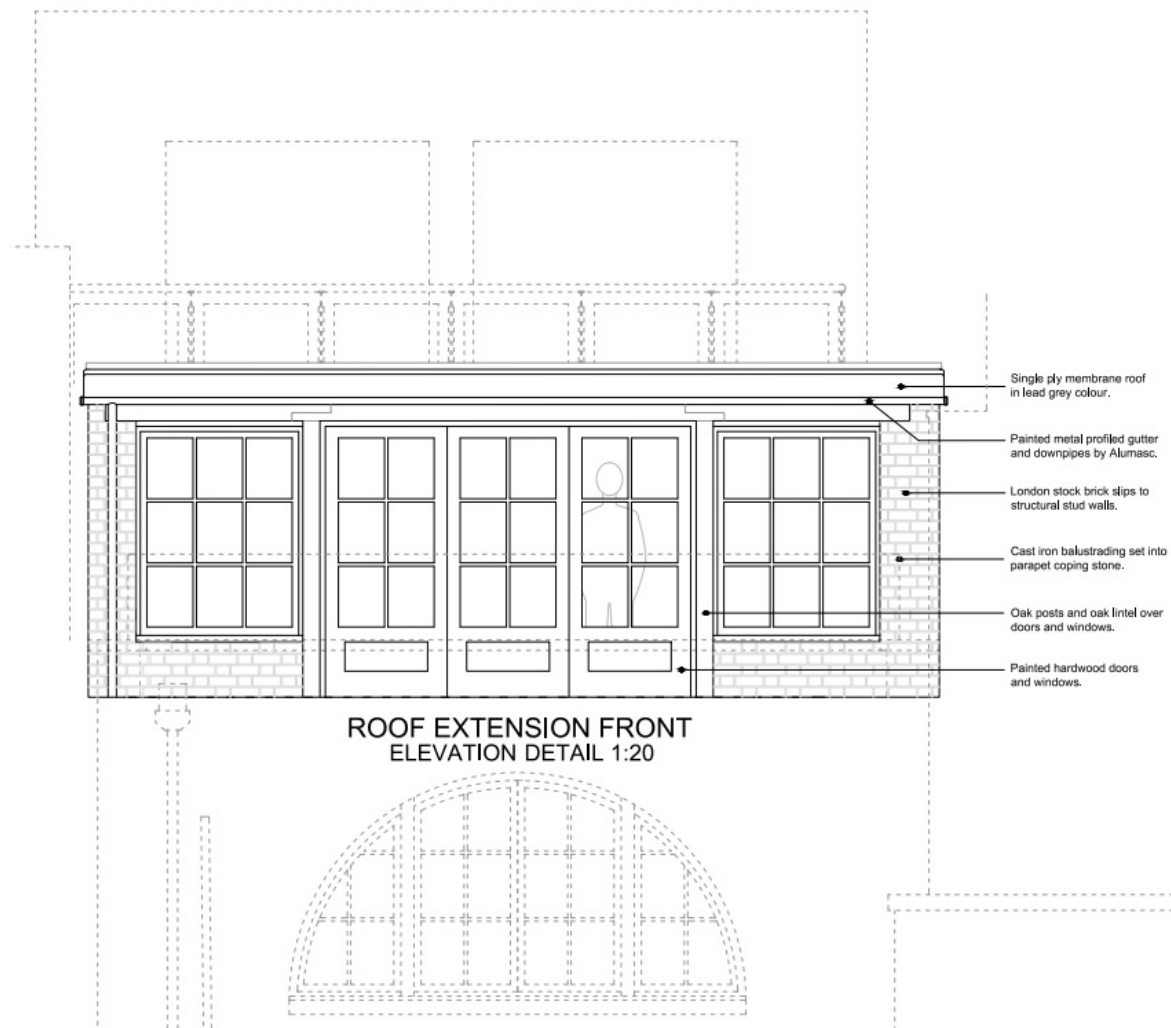 Single ply membrane roof
in lead grey colour.
Painted metal profiled gutter
and downpipes by Alumasc.
London stock brick slips to
structural stud walls.
Cast iron balustrading set into
parapet coping stone.
Oak posts and oak lintel over
doors and windows.
Painted hardwood doors
and windows.
ROOF EXTENSION FRONT
ELEVATION DETAIL 1:20